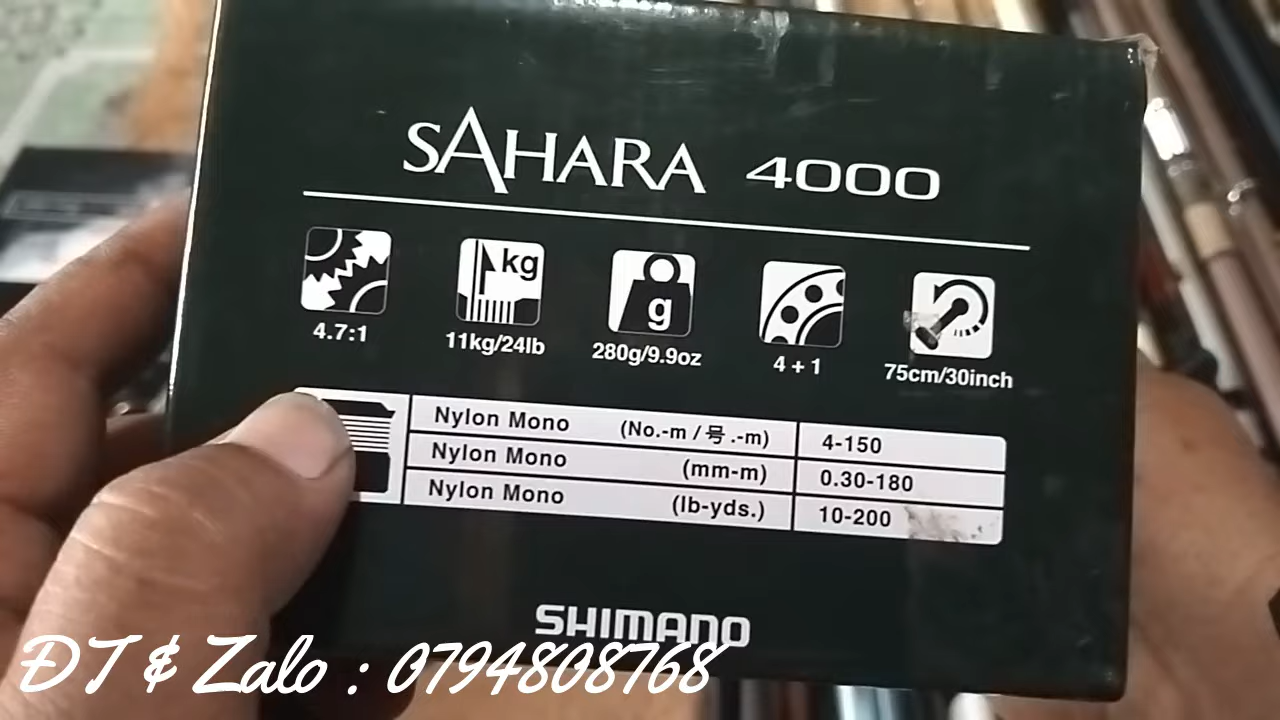 SAHARA 4000
kg
g
4.7:1
11kg/24lb
280g/9.9oz
4 + 1
75cm/30inch
Nylon Mono (No.-m / 号.-m) 4-150
Nylon Mono (mm-m) 0.30-180
Nylon Mono (lb-yds.) 10-200
SHIMANO
ĐT & Zalo : 0794808768